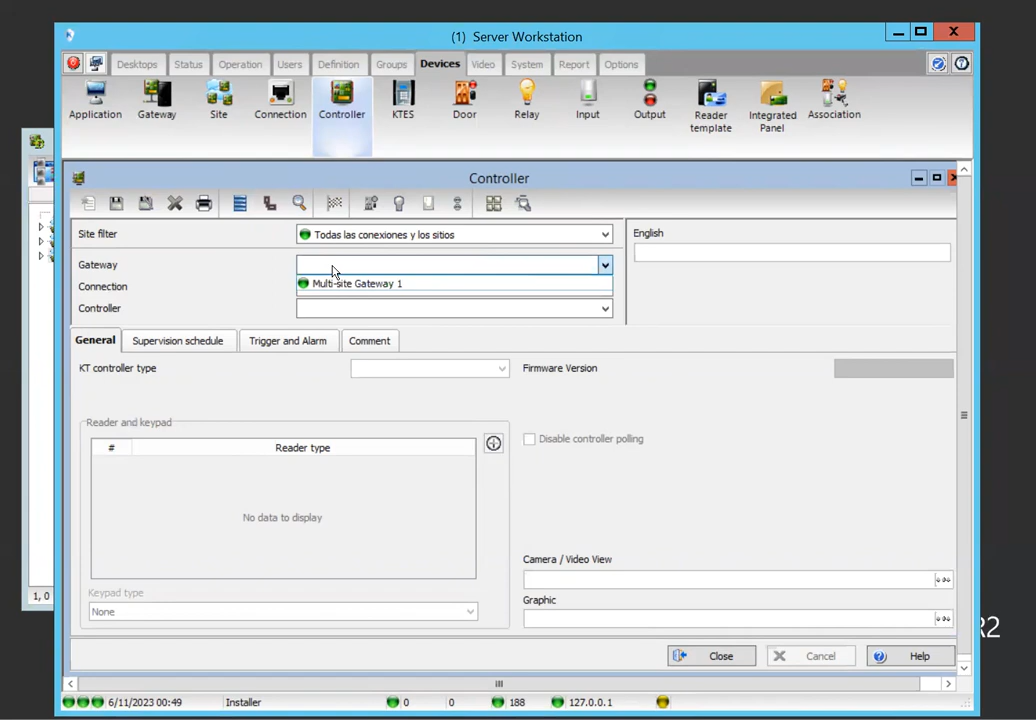 (1) Server Workstation
Desktops Status Operation Users Definition Groups Devices Video System Report Options
Application Gateway Site Connection Controller KTES Door Relay Input Output Reader template Integrated Panel Association
Controller
Site filter Todas las conexiones y los sitios English
Gateway
Multi-site Gateway 1
Connection
Controller
General Supervision schedule Trigger and Alarm Comment
KT controller type Firmware Version
Reader and keypad
# Reader type
Disable controller polling
No data to display
Camera / Video View
Keypad type
Graphic
None
Close Cancel Help
1, 0
R2
6/11/2023 00:49 Installer 0 0 188 127.0.0.1